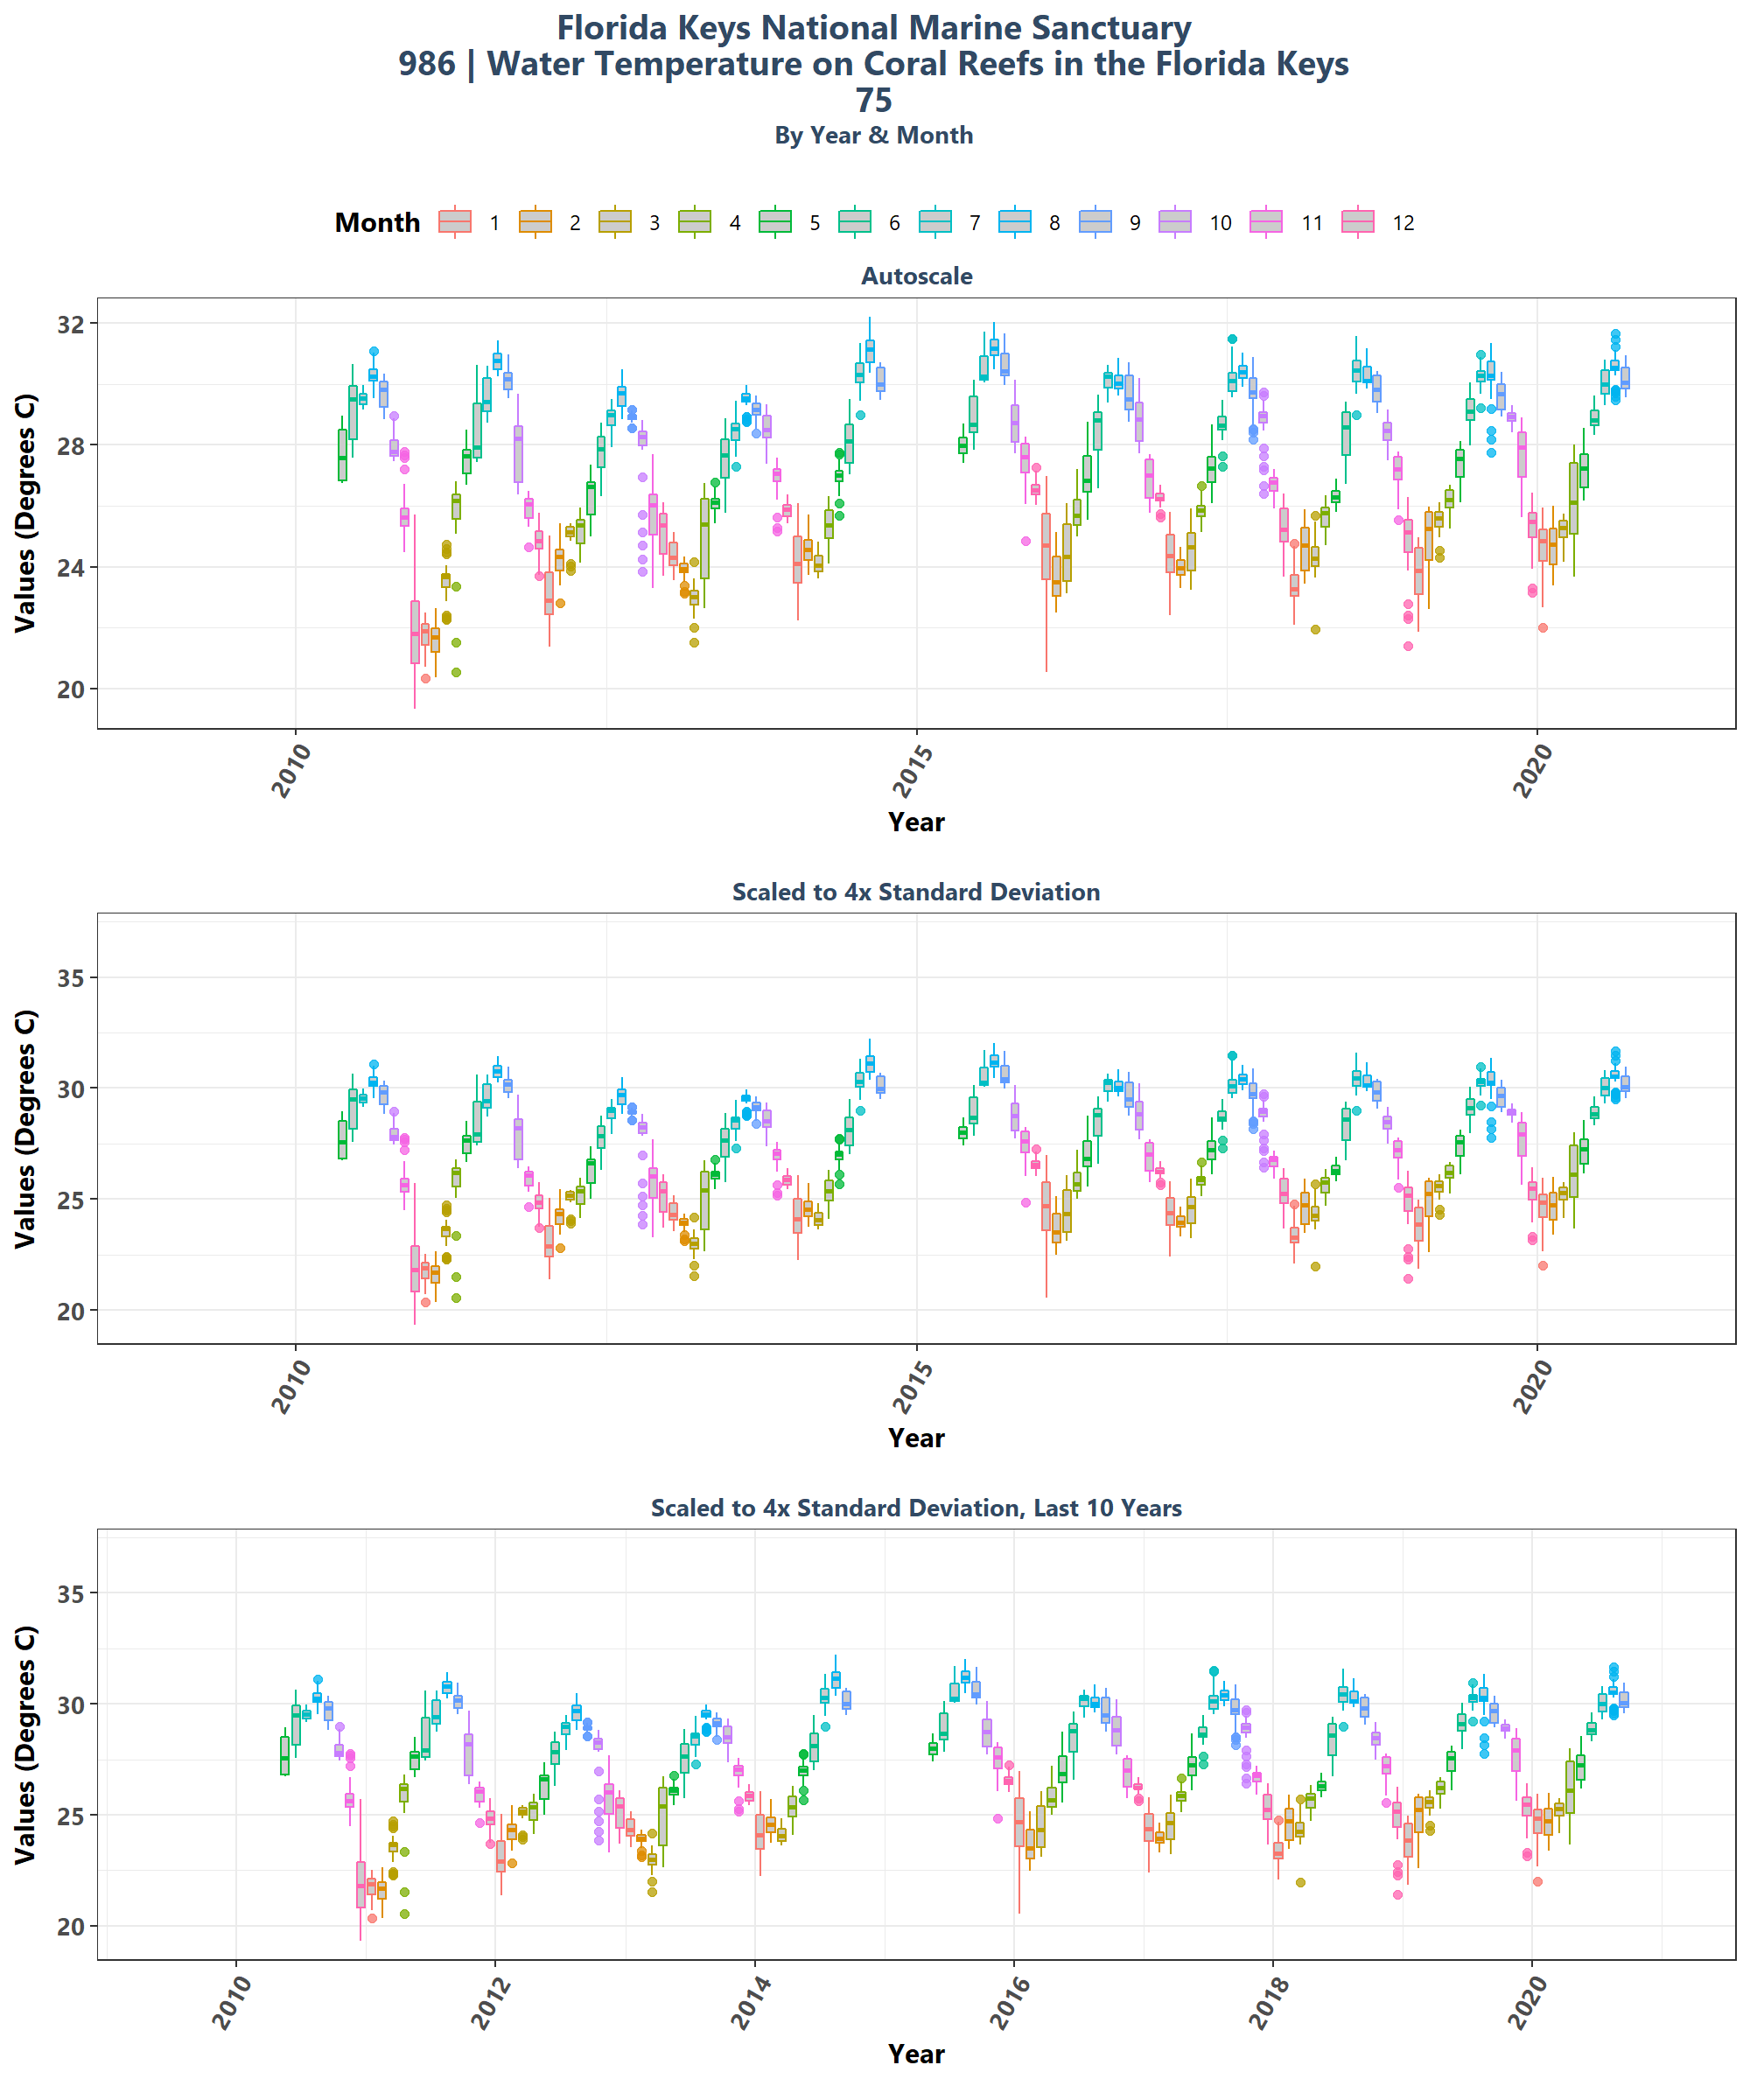 Florida Keys National Marine Sanctuary
986 | Water Temperature on Coral Reefs in the Florida Keys
75
By Year & Month
Month 1 2 3 4 5 6 7 8 9 10 11 12
Autoscale
Values (Degrees C)
32
28
24
20
2010 2015 2020
Year
Scaled to 4x Standard Deviation
Values (Degrees C)
35
30
25
20
2010 2015 2020
Year
Scaled to 4x Standard Deviation, Last 10 Years
Values (Degrees C)
35
30
25
20
2010 2012 2014 2016 2018 2020
Year